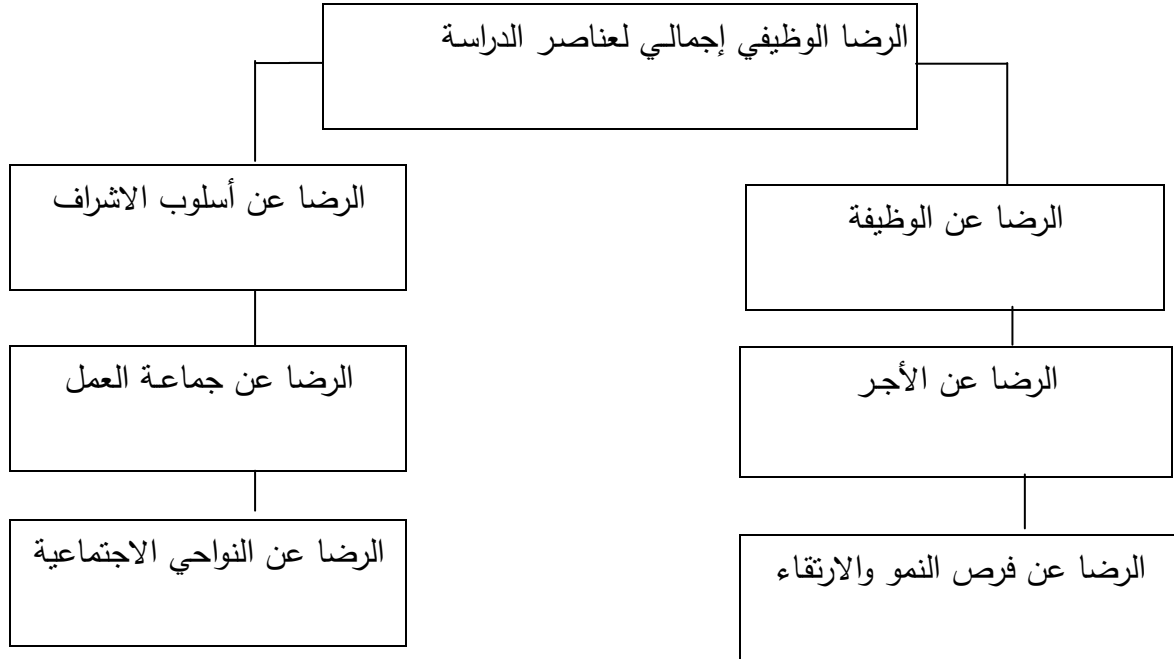 الرضا الوظيفي إجمالي لعناصر الدراسة
الرضا عن الوظيفة
الرضا عن أسلوب الاشراف
الرضا عن الأجر
الرضا عن جماعة العمل
الرضا عن فرص النمو والارتقاء
الرضا عن النواحي الاجتماعية